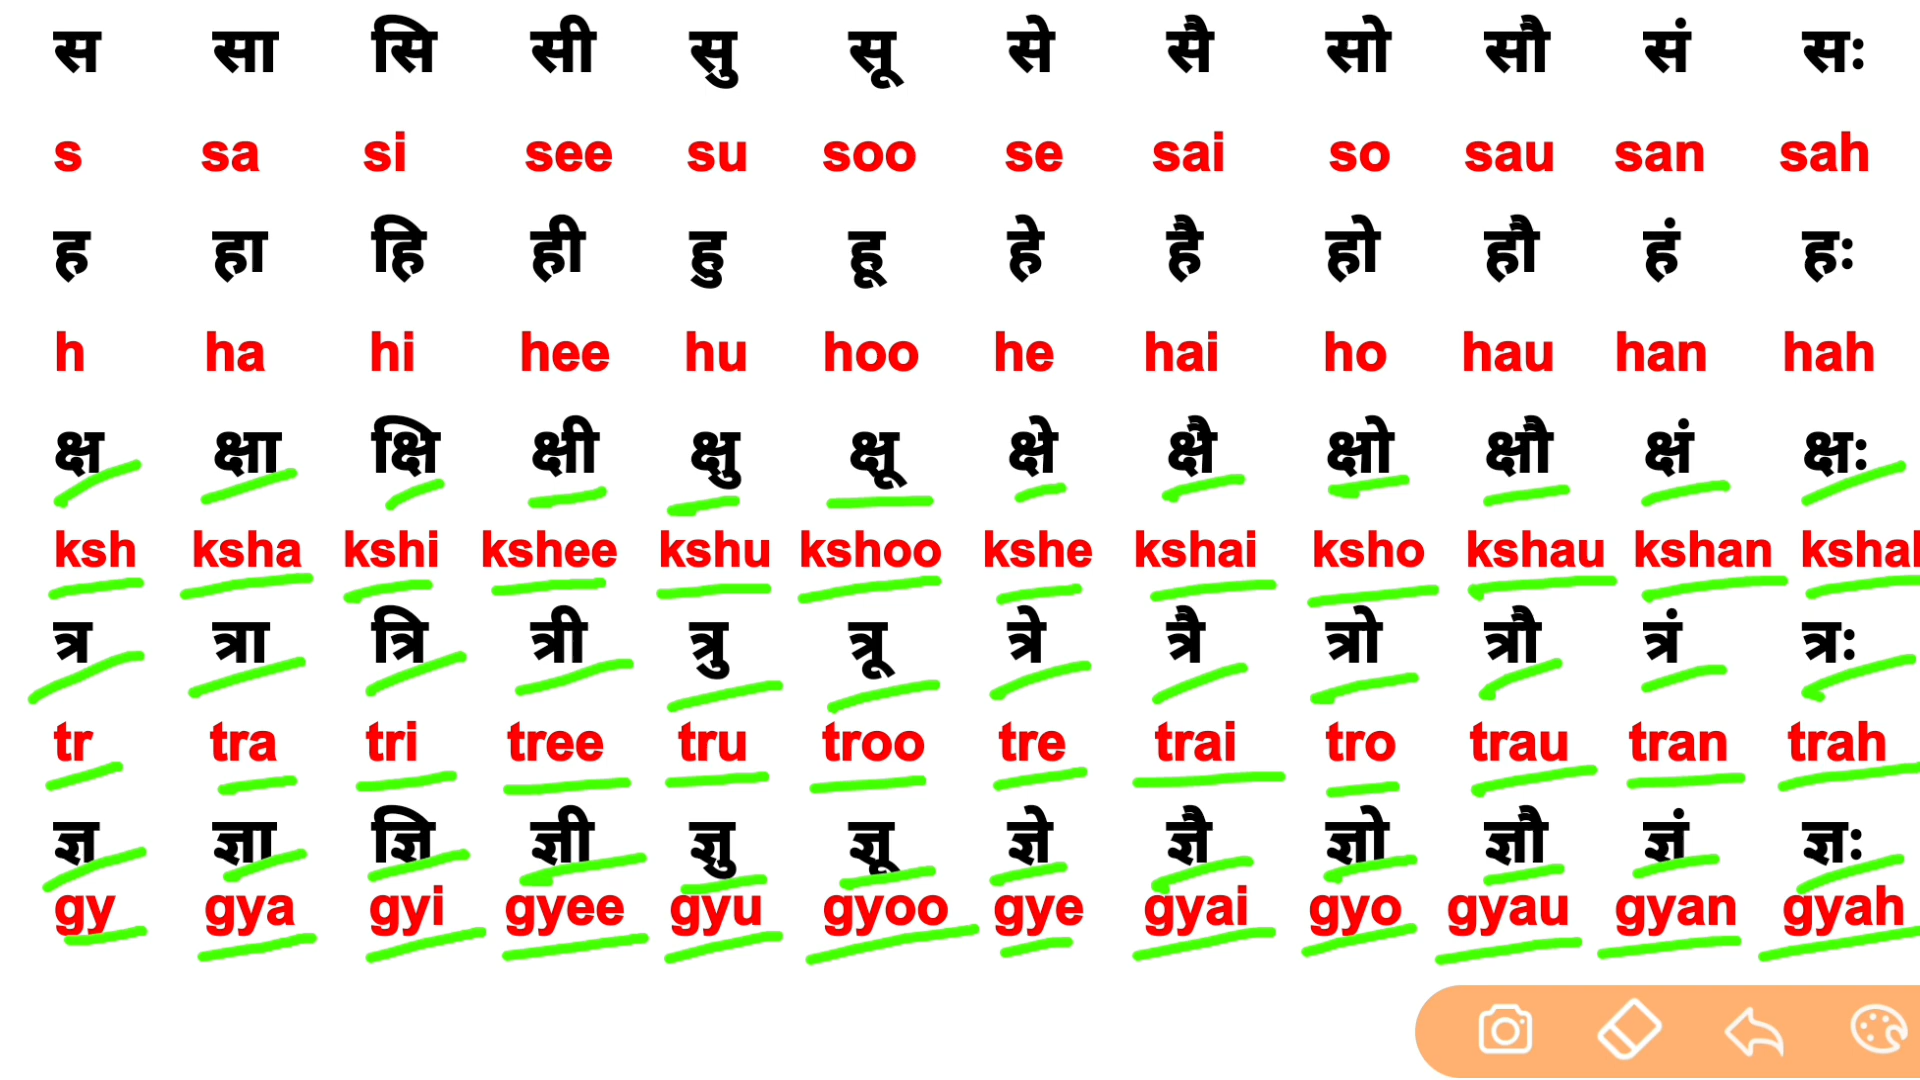 स सा सि सी सु सू से सै सो सौ सं सः
s sa si see su soo se sai so sau san sah
ह हा हि ही हु हू हे है हो हौ हं हः
h ha hi hee hu hoo he hai ho hau han hah
क्ष क्षा क्षि क्षी क्षु क्षू क्षे क्षै क्षो क्षौ क्षं क्षः
ksh ksha kshi kshee kshu kshoo kshe kshai ksho kshau kshan kshah
त्र त्रा त्रि त्री त्रु त्रू त्रे त्रै त्रो त्रौ त्रं त्रः
tr tra tri tree tru troo tre trai tro trau tran trah
ज्ञ ज्ञा ज्ञि ज्ञी ज्ञु ज्ञू ज्ञे ज्ञै ज्ञो ज्ञौ ज्ञं ज्ञः
gy gya gyi gyee gyu gyoo gye gyai gyo gyau gyan gyah